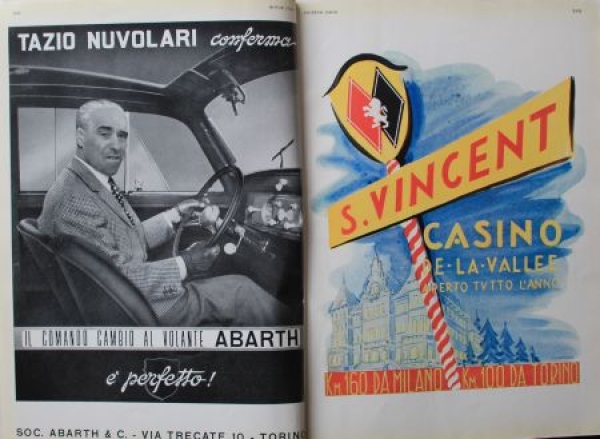 TAZIO NUVOLARI conferma
IL COMANDO CAMBIO AL VOLANTE ABARTH
è perfetto!
SOC. ABARTH & C. - VIA TRECATE 10 - TORINO
S. VINCENT
CASINO
DE-LA-VALLEE
APERTO TVTTO L'ANNO
KM. 160 DA MILANO KM. 100 DA TORINO